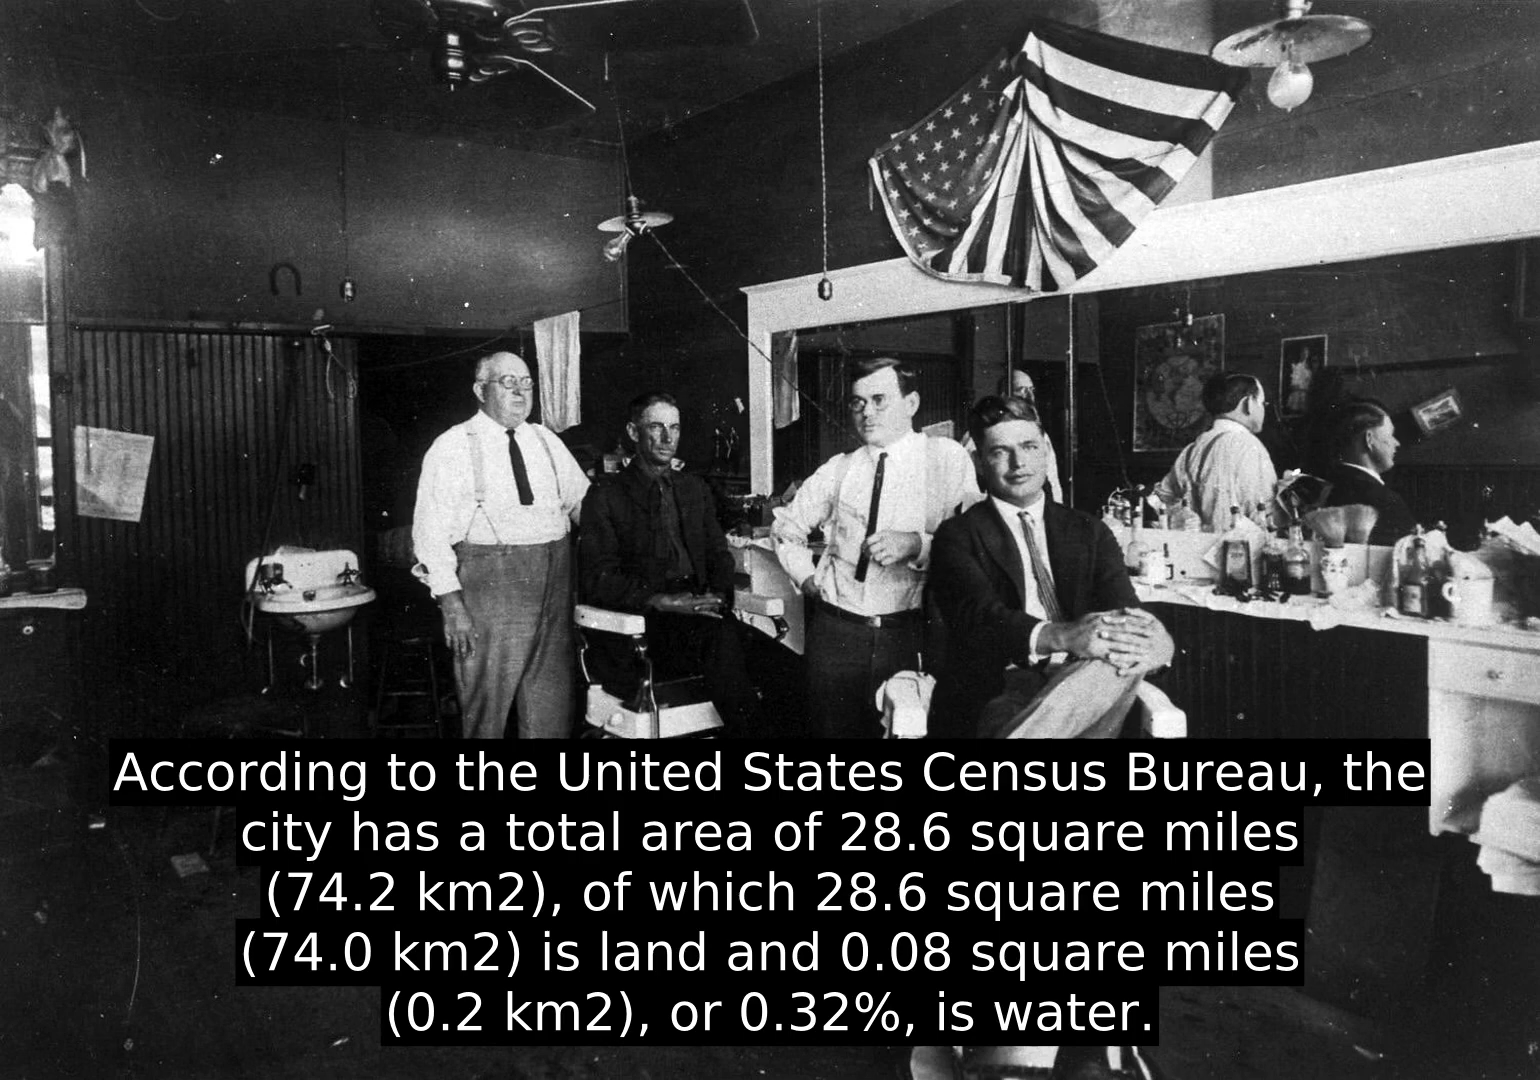 According to the United States Census Bureau, the
city has a total area of 28.6 square miles
(74.2 km2), of which 28.6 square miles
(74.0 km2) is land and 0.08 square miles
(0.2 km2), or 0.32%, is water.